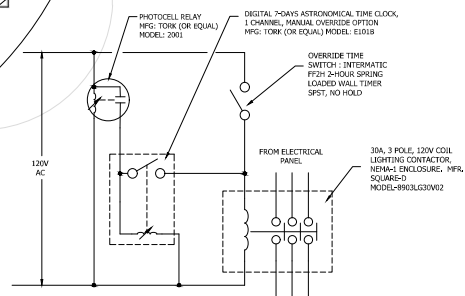 PHOTOCELL RELAY
MFG: TORK (OR EQUAL)
MODEL: 2001
DIGITAL 7-DAYS ASTRONOMICAL TIME CLOCK,
1 CHANNEL, MANUAL OVERRIDE OPTION
MFG: TORK (OR EQUAL) MODEL: E101B
OVERRIDE TIME
SWITCH : INTERMATIC
FF2H 2-HOUR SPRING
LOADED WALL TIMER
SPST, NO HOLD
120V
AC
FROM ELECTRICAL
PANEL
30A, 3 POLE, 120V COIL
LIGHTING CONTACTOR,
NEMA-1 ENCLOSURE. MFR.
SQUARE-D
MODEL-8903LG30V02